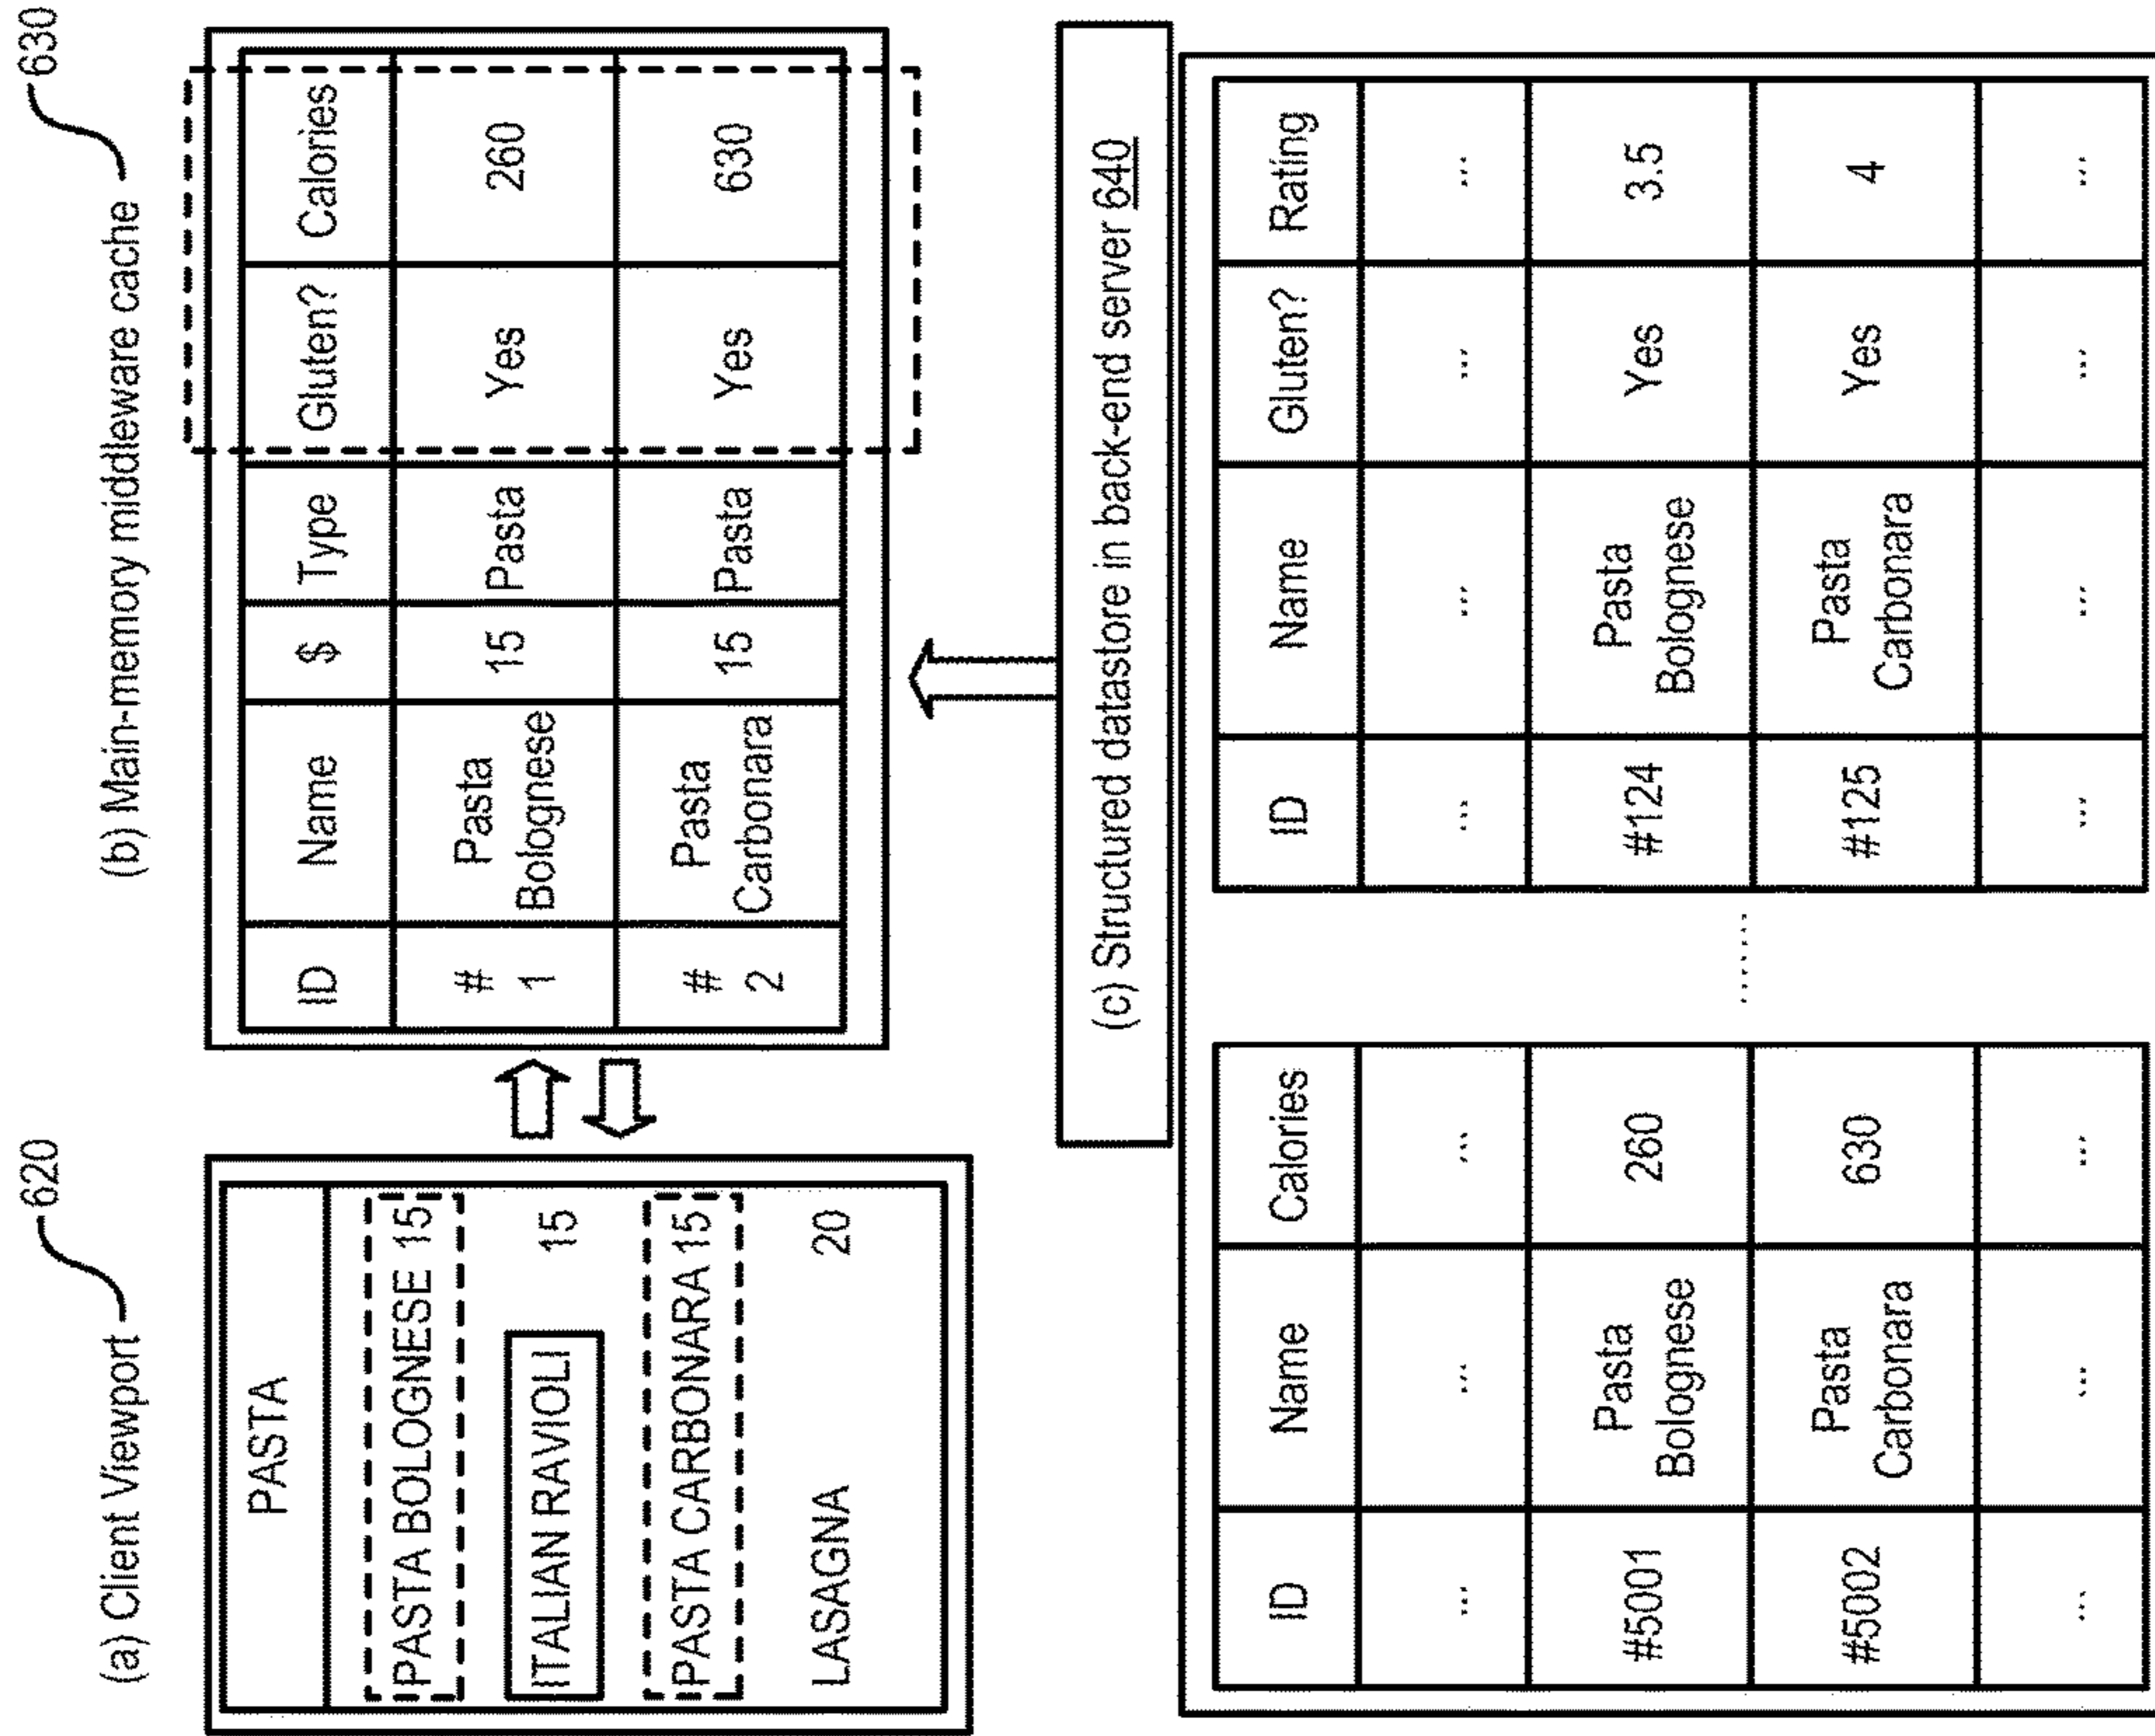 (a) Client Viewport 620
PASTA
PASTA BOLOGNESE 15
ITALIAN RAVIOLI 15
PASTA CARBONARA 15
LASAGNA 20
(b) Main-memory middleware cache 630
ID Name $ Type Gluten? Calories
# 1 Pasta Bolognese 15 Pasta Yes 260
# 2 Pasta Carbonara 15 Pasta Yes 630
(c) Structured datastore in back-end server 640
ID Name Calories
... ... ...
#5001 Pasta Bolognese 260
#5002 Pasta Carbonara 630
... ... ...
.......
ID Name Gluten? Rating
... ... ... ...
#124 Pasta Bolognese Yes 3.5
#125 Pasta Carbonara Yes 4
... ... ... ...